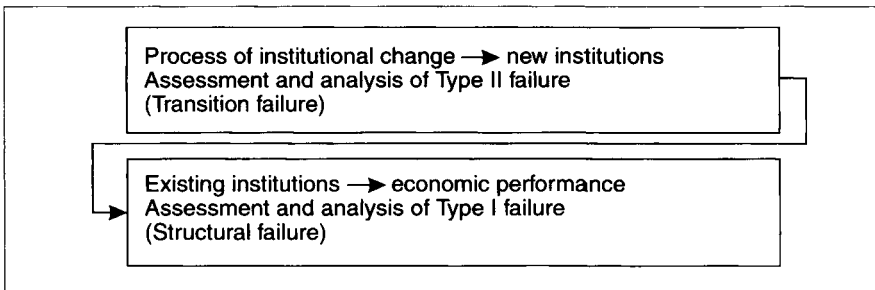 Process of institutional change → new institutions
Assessment and analysis of Type II failure
(Transition failure)
Existing institutions → economic performance
Assessment and analysis of Type I failure
(Structural failure)